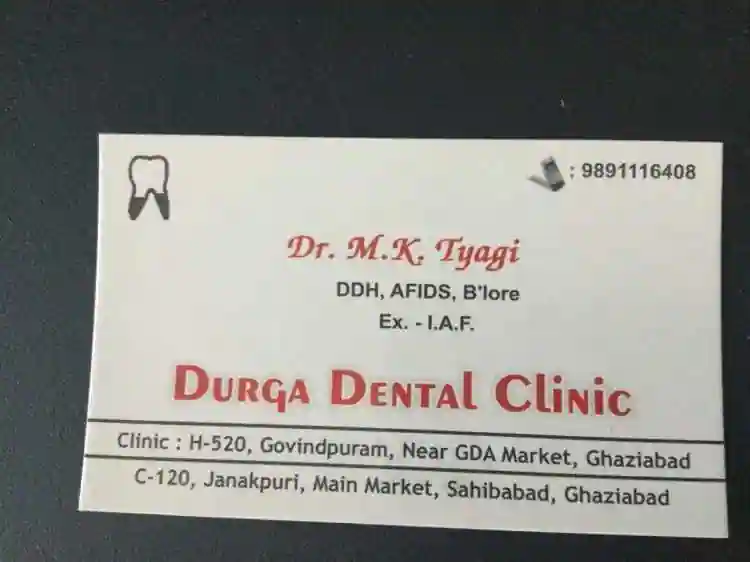 : 9891116408
Dr. M.K. Tyagi
DDH, AFIDS, B'lore
Ex. - I.A.F.
DURGA DENTAL CLINIC
Clinic : H-520, Govindpuram, Near GDA Market, Ghaziabad
C-120, Janakpuri, Main Market, Sahibabad, Ghaziabad